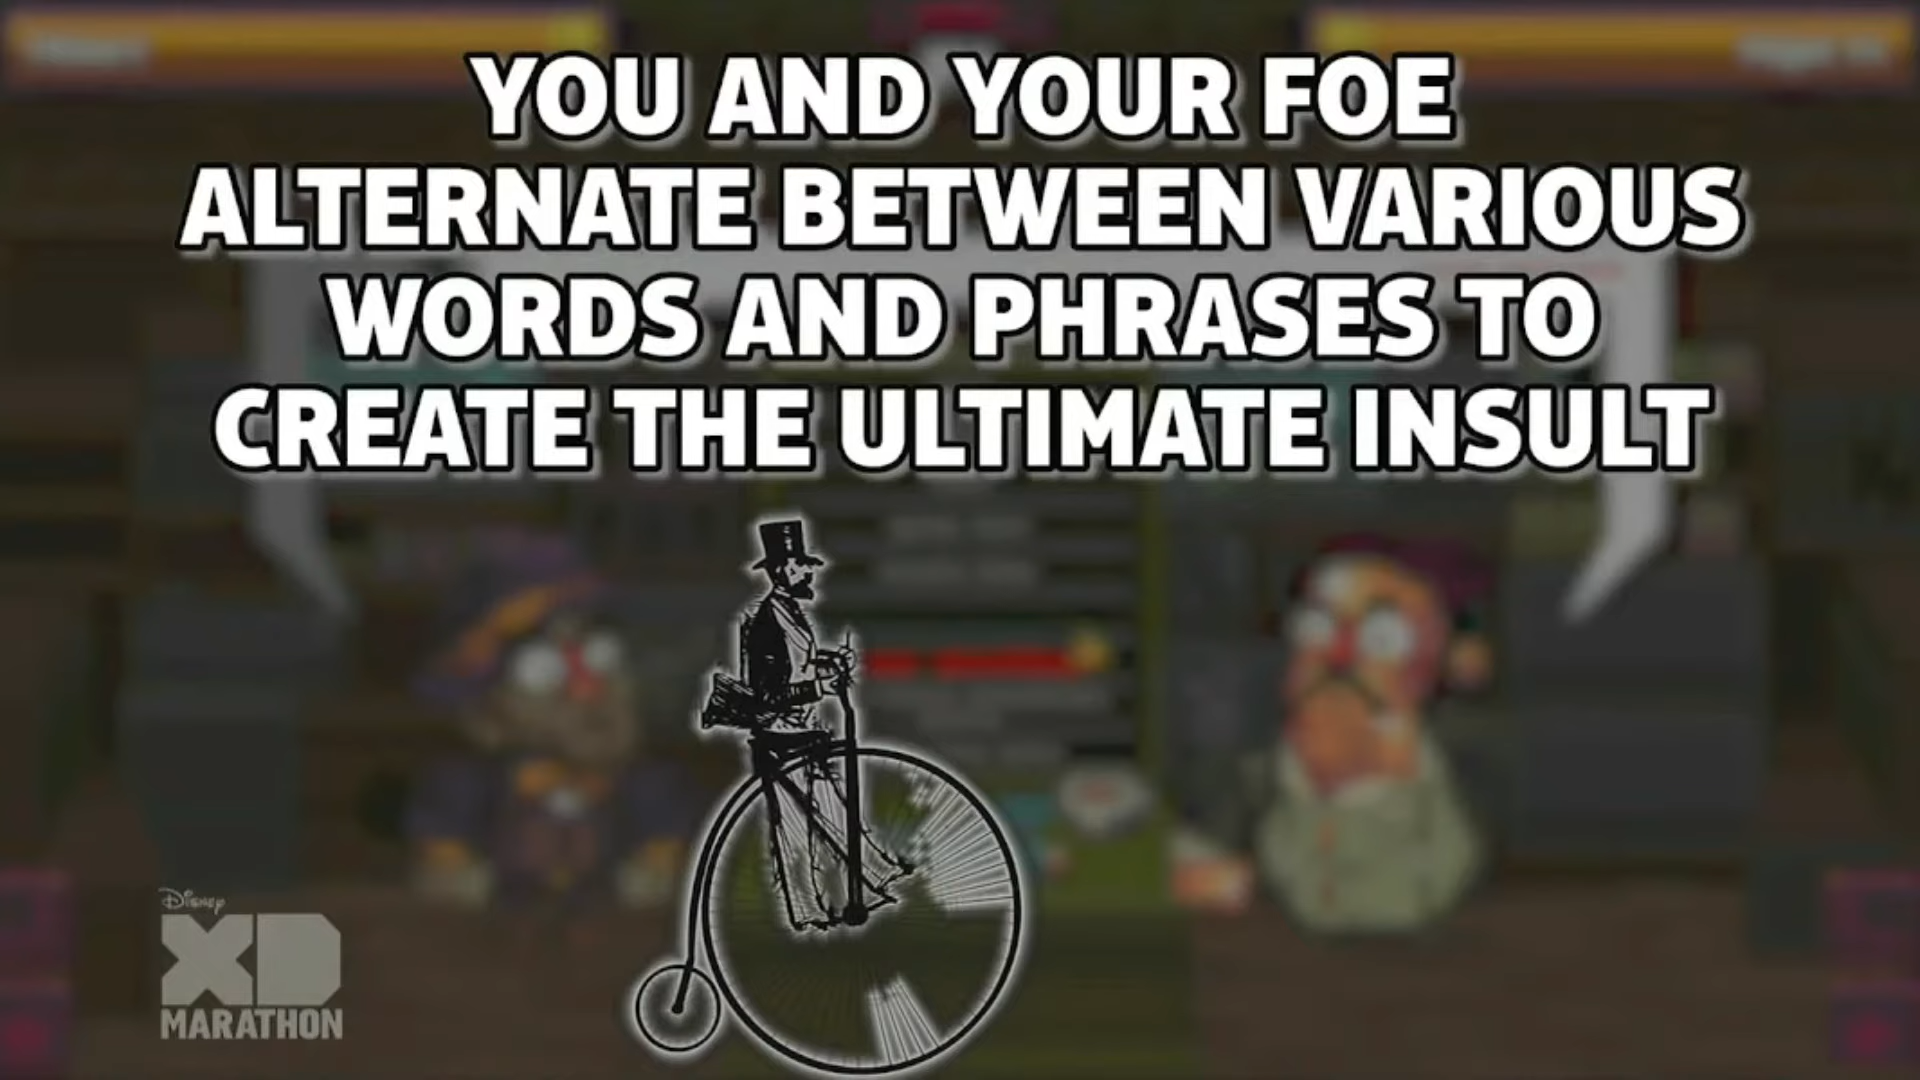 YOU AND YOUR FOE
ALTERNATE BETWEEN VARIOUS
WORDS AND PHRASES TO
CREATE THE ULTIMATE INSULT
Disney
XD
MARATHON